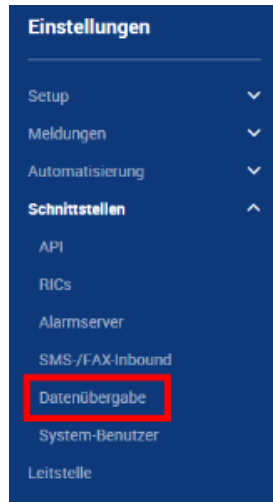 Einstellungen
Setup
Meldungen
Automatisierung
Schnittstellen
API
RICs
Alarmserver
SMS-/FAX-Inbound
Datenübergabe
System-Benutzer
Leitstelle